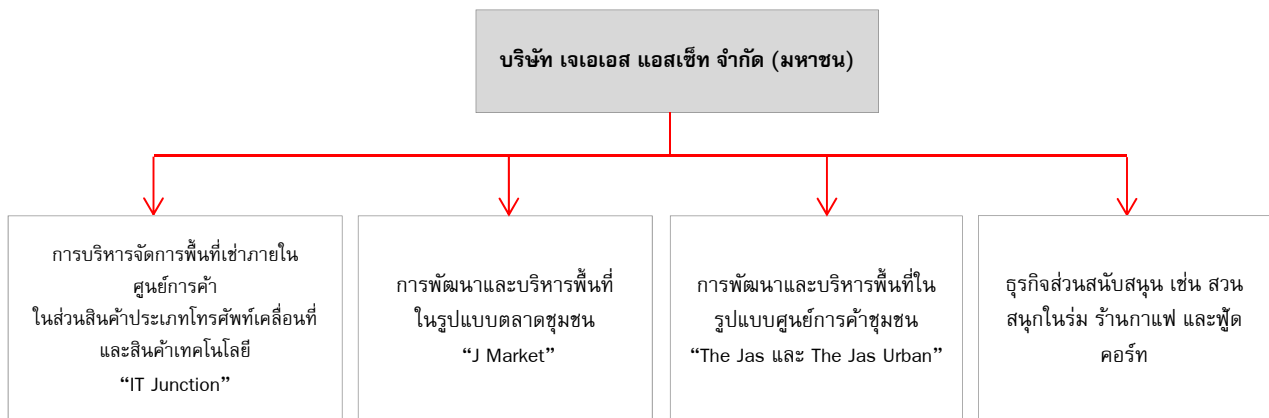 บริษัท เจเอเอส แอสเซ็ท จำกัด (มหาชน)
การบริหารจัดการพื้นที่เช่าภายใน
ศูนย์การค้า
ในส่วนสินค้าประเภทโทรศัพท์เคลื่อนที่
และสินค้าเทคโนโลยี
“IT Junction”
การพัฒนาและบริหารพื้นที่
ในรูปแบบตลาดชุมชน
“J Market”
การพัฒนาและบริหารพื้นที่ใน
รูปแบบศูนย์การค้าชุมชน
“The Jas และ The Jas Urban”
ธุรกิจส่วนสนับสนุน เช่น สวน
สนุกในร่ม ร้านกาแฟ และฟู้ด
คอร์ท